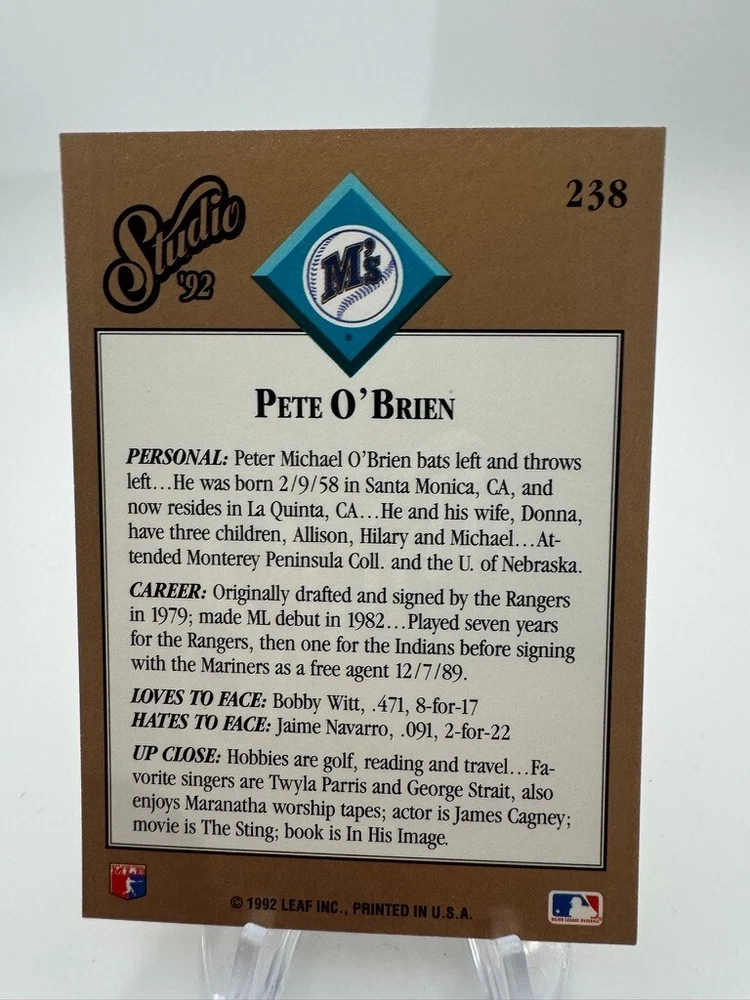 Studio
'92
238
M's
PETE O'BRIEN
PERSONAL: Peter Michael O'Brien bats left and throws
left...He was born 2/9/58 in Santa Monica, CA, and
now resides in La Quinta, CA...He and his wife, Donna,
have three children, Allison, Hilary and Michael...At-
tended Monterey Peninsula Coll. and the U. of Nebraska.
CAREER: Originally drafted and signed by the Rangers
in 1979; made ML debut in 1982...Played seven years
for the Rangers, then one for the Indians before signing
with the Mariners as a free agent 12/7/89.
LOVES TO FACE: Bobby Witt, .471, 8-for-17
HATES TO FACE: Jaime Navarro, .091, 2-for-22
UP CLOSE: Hobbies are golf, reading and travel...Fa-
vorite singers are Twyla Parris and George Strait, also
enjoys Maranatha worship tapes; actor is James Cagney;
movie is The Sting; book is In His Image.
© 1992 LEAF INC., PRINTED IN U.S.A.
MAJOR LEAGUE BASEBALL